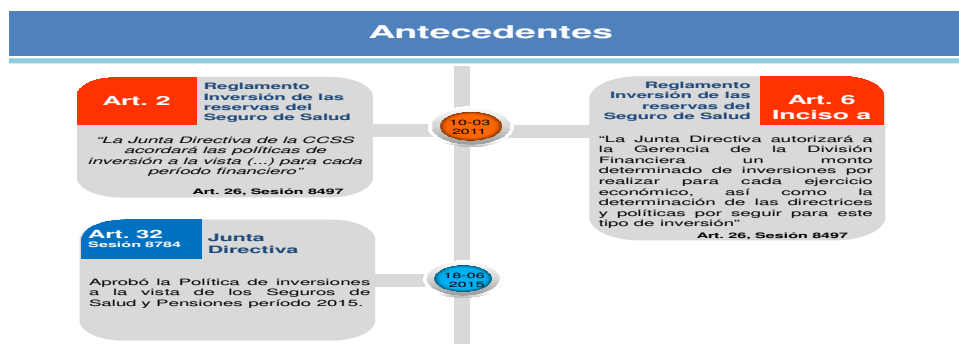 Antecedentes
Art. 2
Reglamento
Inversión de las
reservas del
Seguro de Salud
“La Junta Directiva de la CCSS
acordará las políticas de
inversión a la vista (...) para cada
período financiero”
Art. 26, Sesión 8497
10-03
2011
Reglamento
Inversión de las
reservas del
Seguro de Salud
Art. 6
Inciso a
“La Junta Directiva autorizará a
la Gerencia de la División
Financiera un monto
determinado de inversiones por
realizar para cada ejercicio
económico, así como la
determinación de las directrices
y políticas por seguir para este
tipo de inversión”
Art. 26, Sesión 8497
Art. 32
Sesión 8784
Junta
Directiva
Aprobó la Política de inversiones
a la vista de los Seguros de
Salud y Pensiones período 2015.
18-06
2015